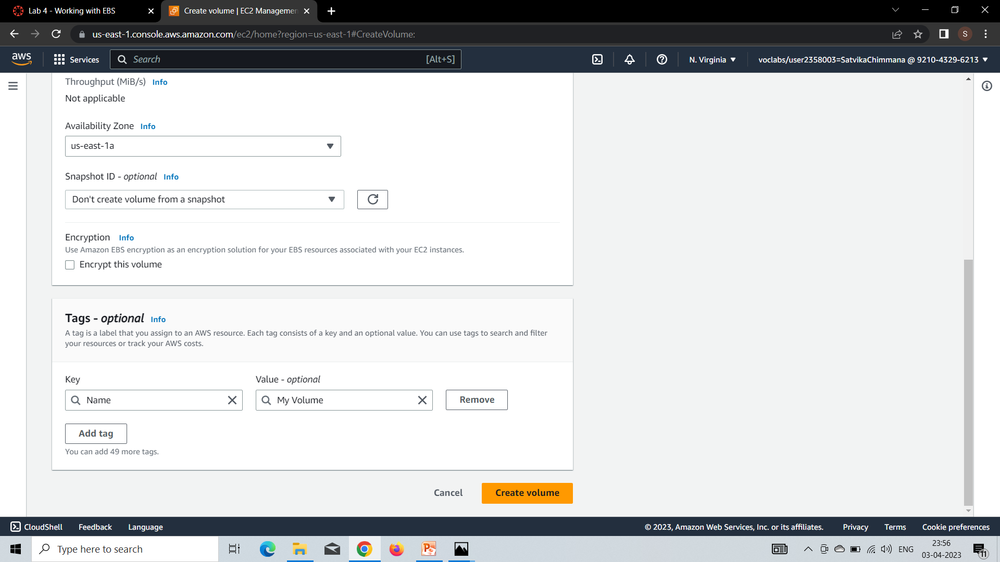 Lab 4 - Working with EBS
Create volume | EC2 Managemen
us-east-1.console.aws.amazon.com/ec2/home?region=us-east-1#CreateVolume:
S
aws
Services
Search
[Alt+S]
N. Virginia
voclabs/user2358003=SatvikaChimmana @ 9210-4329-6213
Throughput (MiB/s) Info
Not applicable
Availability Zone Info
us-east-1a
Snapshot ID - optional Info
Don't create volume from a snapshot
Encryption Info
Use Amazon EBS encryption as an encryption solution for your EBS resources associated with your EC2 instances.
Encrypt this volume
Tags - optional Info
A tag is a label that you assign to an AWS resource. Each tag consists of a key and an optional value. You can use tags to search and filter
your resources or track your AWS costs.
Key
Value - optional
Name
My Volume
Remove
Add tag
You can add 49 more tags.
Cancel
Create volume
CloudShell
Feedback
Language
© 2023, Amazon Web Services, Inc. or its affiliates.
Privacy
Terms
Cookie preferences
Type here to search
ENG
23:56
03-04-2023
11